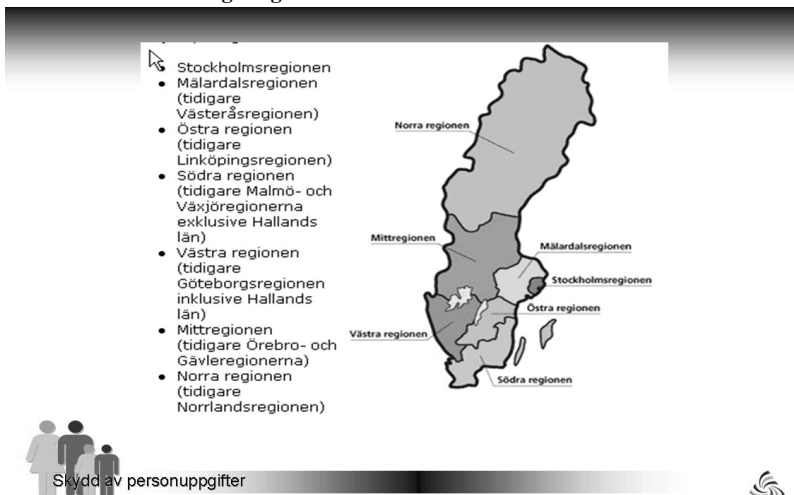 Stockholmsregionen
Mälardalsregionen
(tidigare
Västeråsregionen)
Östra regionen
(tidigare
Linköpingsregionen)
Södra regionen
(tidigare Malmö- och
Växjöregionerna
exklusive Hallands
län)
Västra regionen
(tidigare
Göteborgsregionen
inklusive Hallands
län)
Mittregionen
(tidigare Örebro- och
Gävleregionerna)
Norra regionen
(tidigare
Norrlandsregionen)
Norra regionen
Mittregionen
Mälardalsregionen
Stockholmsregionen
Östra regionen
Västra regionen
Södra regionen
Skydd av personuppgifter